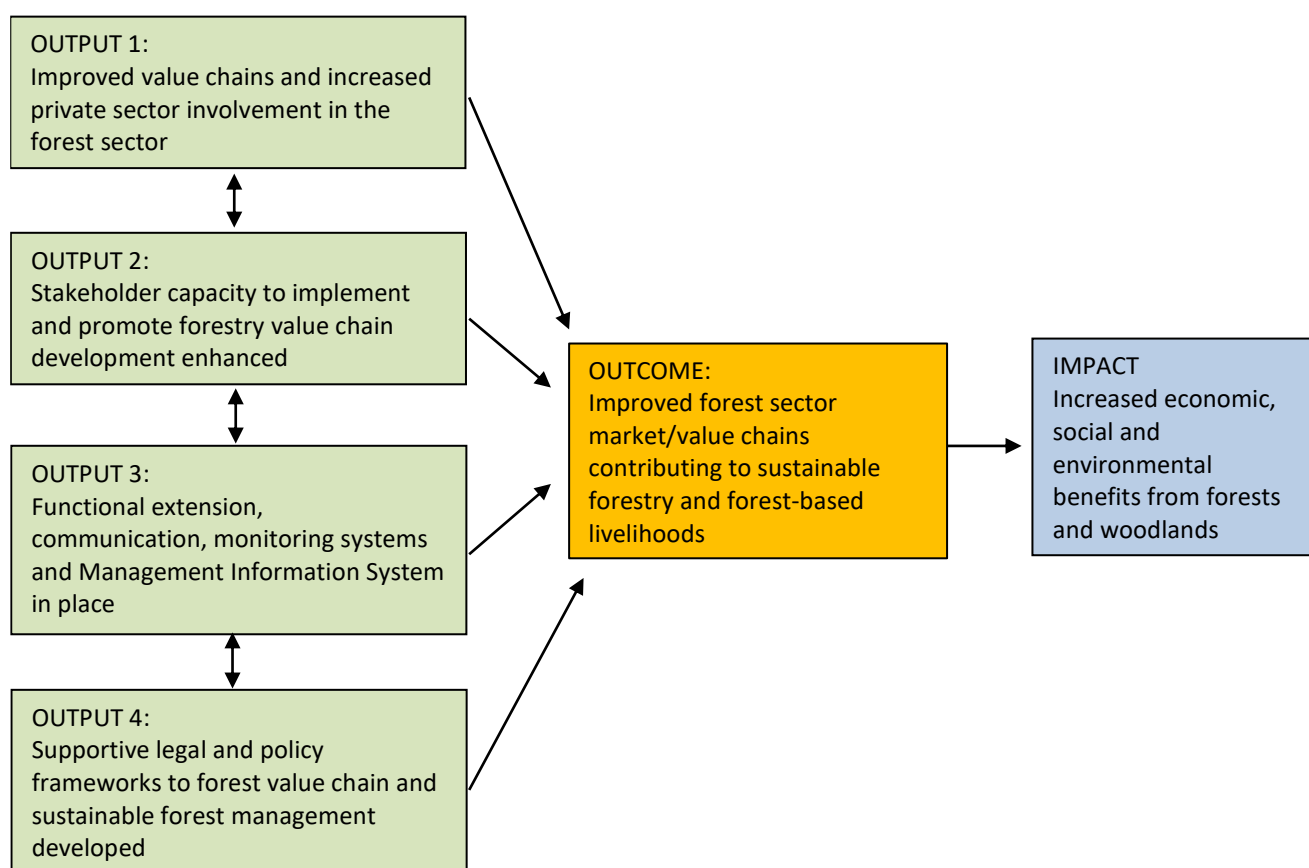 OUTPUT 1:
Improved value chains and increased
private sector involvement in the
forest sector
OUTPUT 2:
Stakeholder capacity to implement
and promote forestry value chain
development enhanced
OUTPUT 3:
Functional extension,
communication, monitoring systems
and Management Information System
in place
OUTPUT 4:
Supportive legal and policy
frameworks to forest value chain and
sustainable forest management
developed
OUTCOME:
Improved forest sector
market/value chains
contributing to sustainable
forestry and forest-based
livelihoods
IMPACT
Increased economic,
social and
environmental
benefits from forests
and woodlands